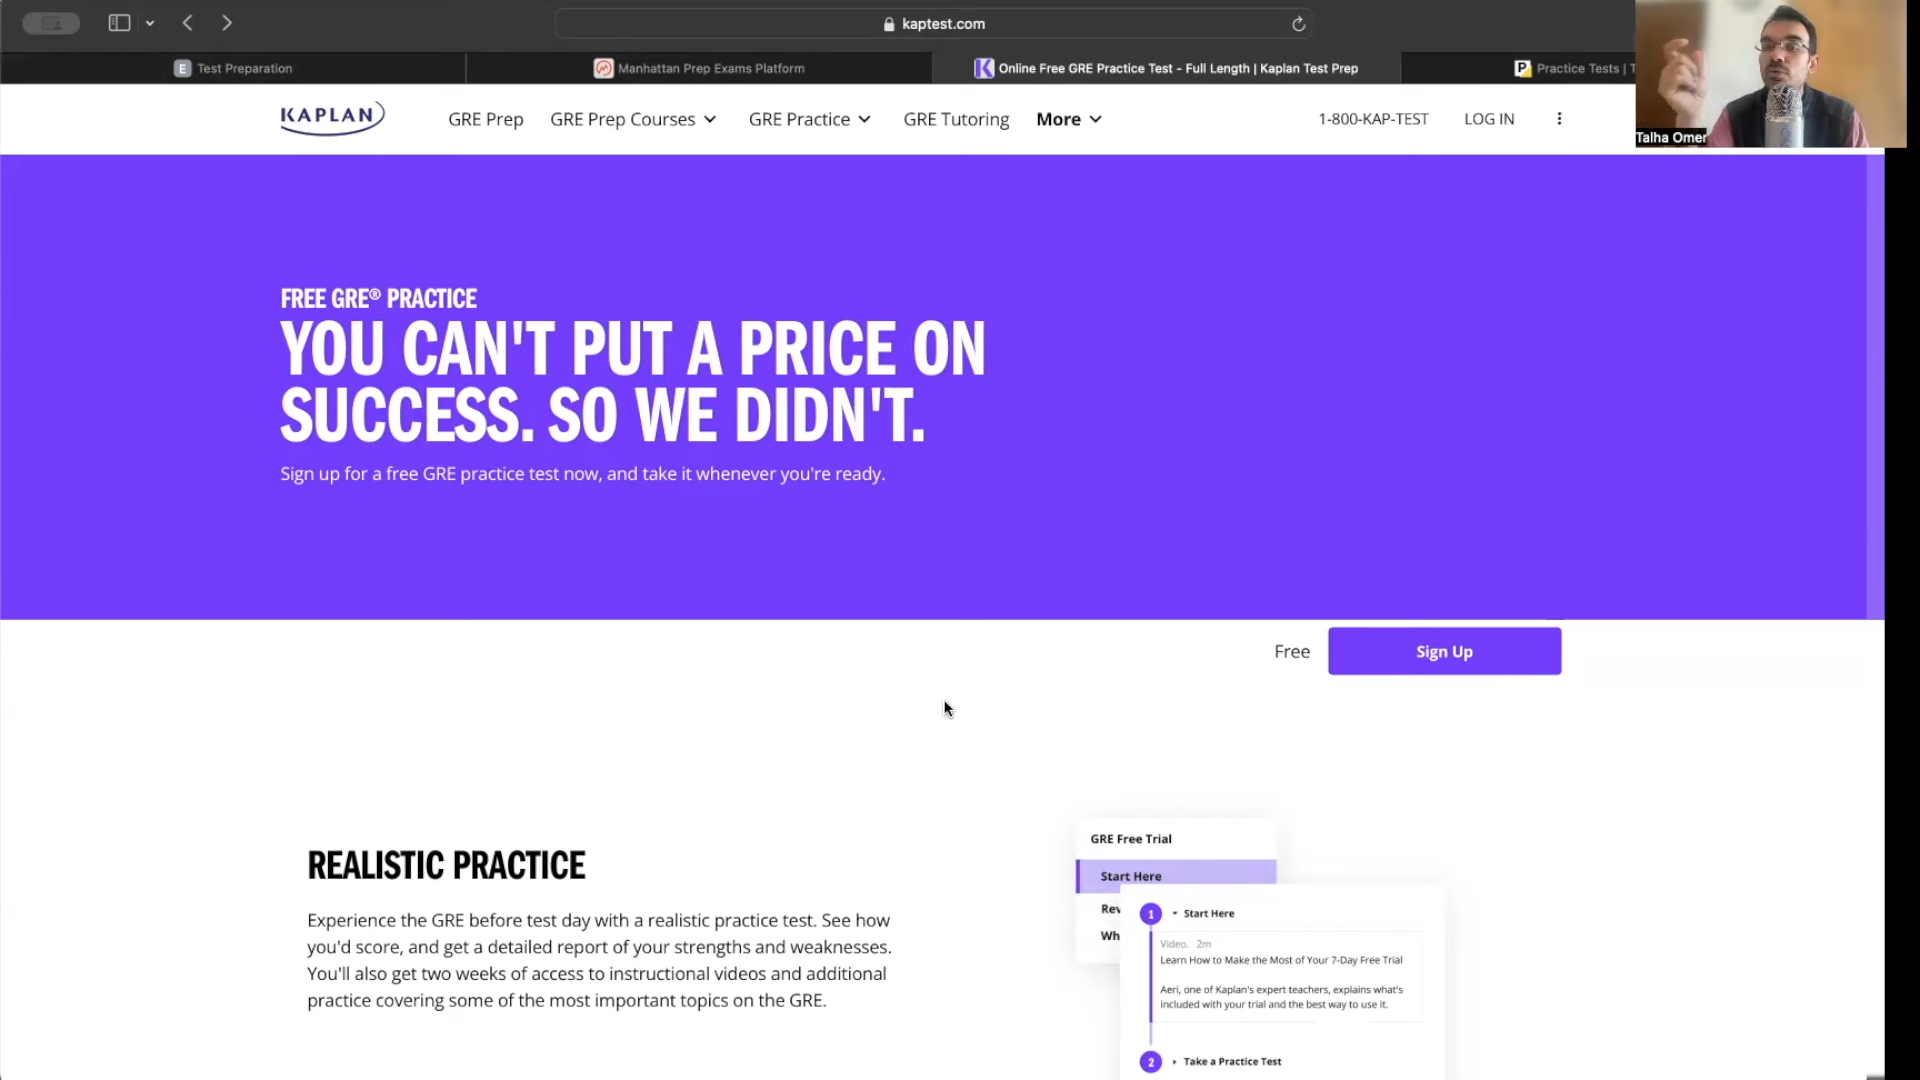 kaptest.com
E Test Preparation
Manhattan Prep Exams Platform
Online Free GRE Practice Test - Full Length | Kaplan Test Prep
Practice Tests |
Talha Omer
KAPLAN
GRE Prep
GRE Prep Courses
GRE Practice
GRE Tutoring
More
1-800-KAP-TEST
LOG IN
FREE GRE® PRACTICE
YOU CAN'T PUT A PRICE ON
SUCCESS. SO WE DIDN'T.
Sign up for a free GRE practice test now, and take it whenever you're ready.
Free
Sign Up
REALISTIC PRACTICE
Experience the GRE before test day with a realistic practice test. See how
you'd score, and get a detailed report of your strengths and weaknesses.
You'll also get two weeks of access to instructional videos and additional
practice covering some of the most important topics on the GRE.
GRE Free Trial
Start Here
Rev
Wh
1 Start Here
Video. 2m
Learn How to Make the Most of Your 7-Day Free Trial
Aeri, one of Kaplan's expert teachers, explains what's
included with your trial and the best way to use it.
2 Take a Practice Test